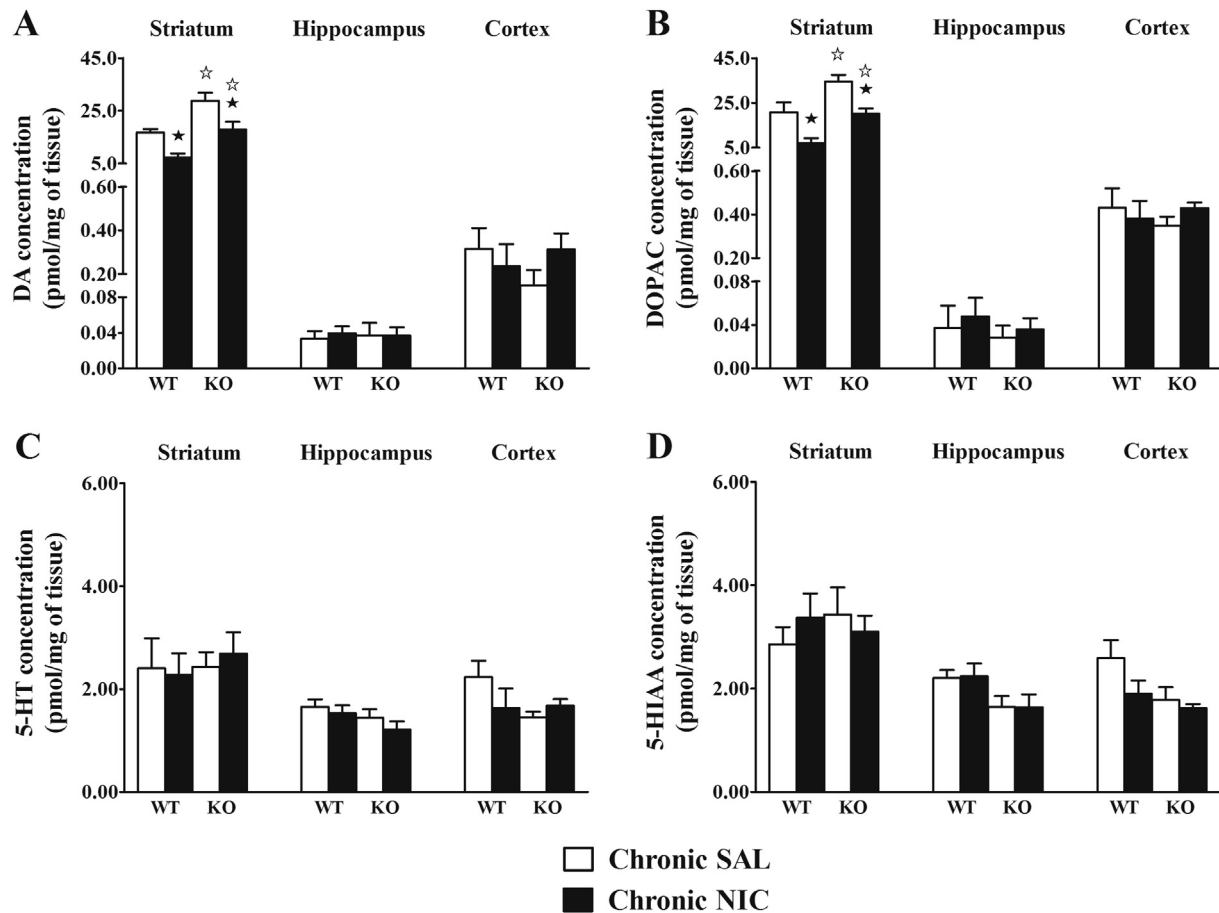 A
Striatum Hippocampus Cortex
DA concentration
(pmol/mg of tissue)
45.0
25.0
5.0
0.60
0.40
0.20
0.08
0.04
0.00
WT KO WT KO WT KO
B
Striatum Hippocampus Cortex
DOPAC concentration
(pmol/mg of tissue)
45.0
25.0
5.0
0.60
0.40
0.20
0.08
0.04
0.00
WT KO WT KO WT KO
C
Striatum Hippocampus Cortex
5-HT concentration
(pmol/mg of tissue)
6.00
4.00
2.00
0.00
WT KO WT KO WT KO
D
Striatum Hippocampus Cortex
5-HIAA concentration
(pmol/mg of tissue)
6.00
4.00
2.00
0.00
WT KO WT KO WT KO
Chronic SAL
Chronic NIC